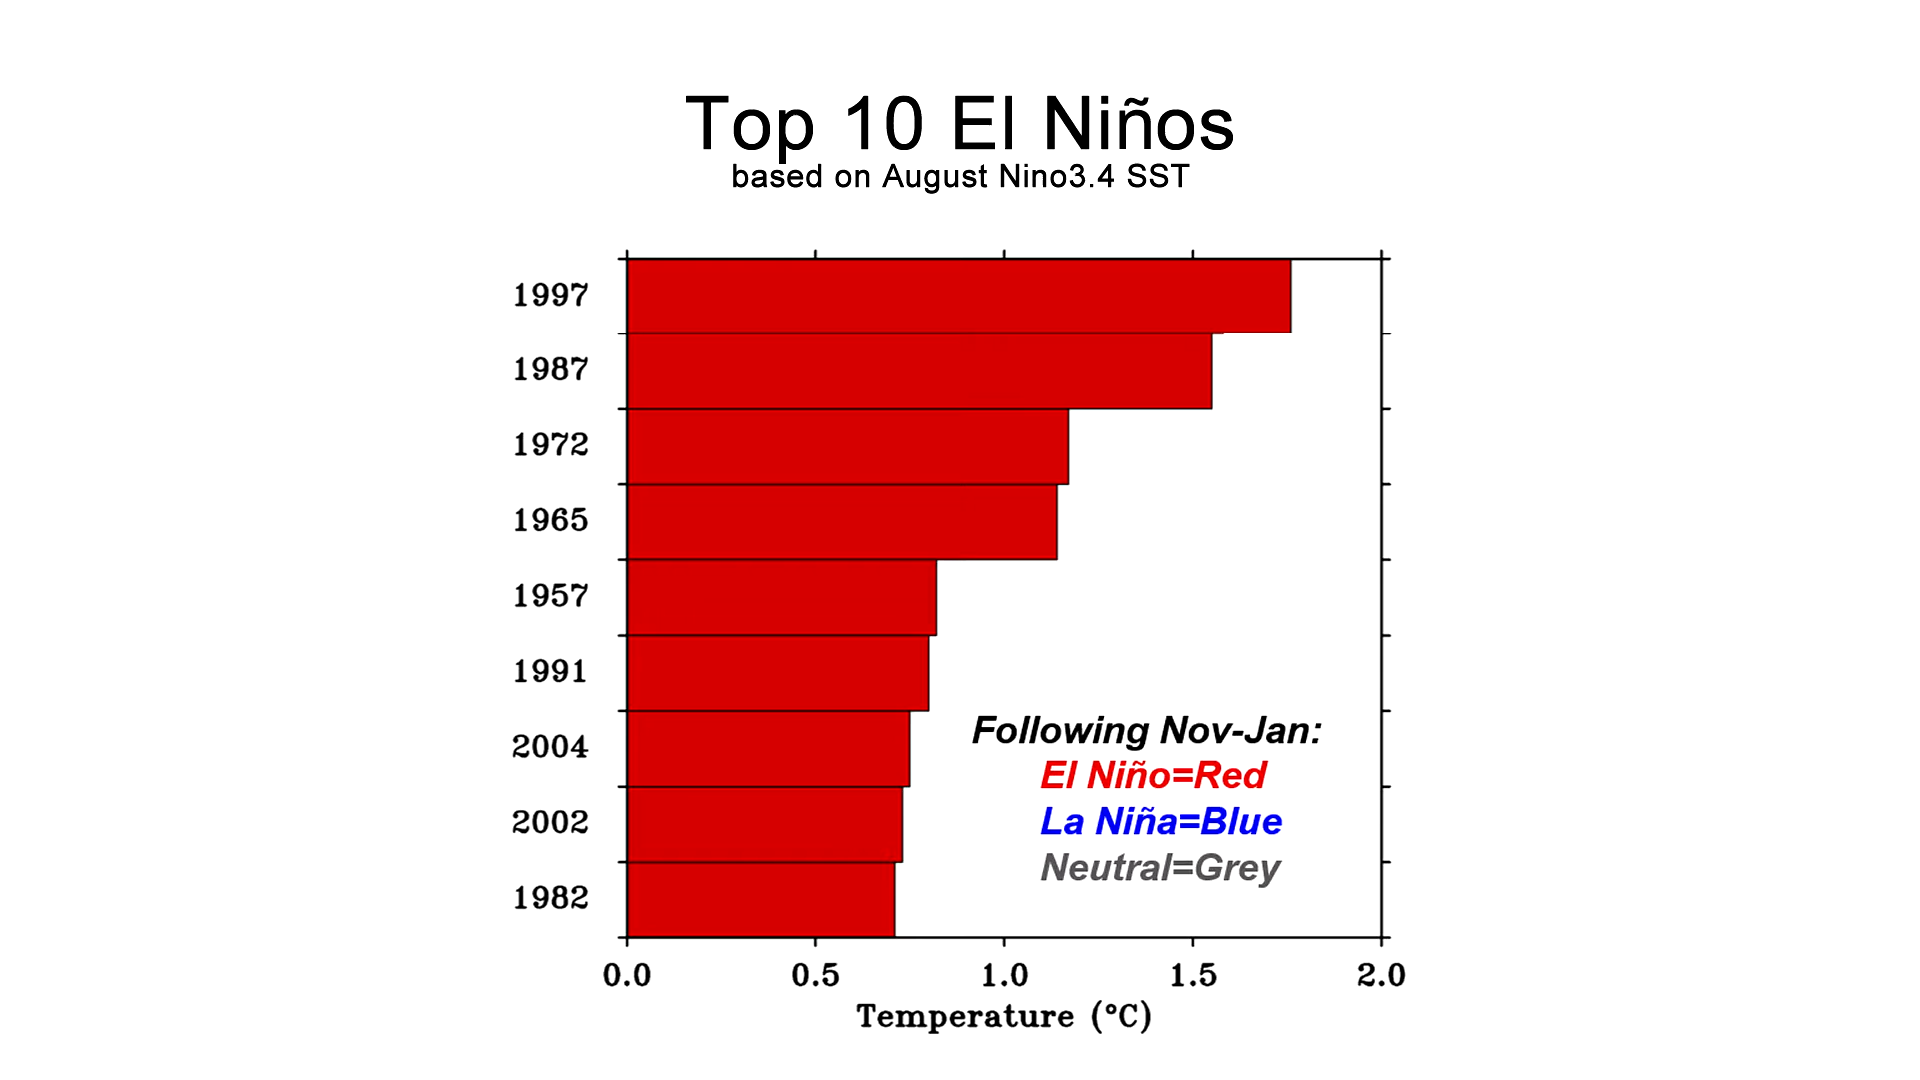 Top 10 El Niños
based on August Nino3.4 SST
1997
1987
1972
1965
1957
1991
2004
2002
1982
Following Nov-Jan:
El Niño=Red
La Niña=Blue
Neutral=Grey
0.0 0.5 1.0 1.5 2.0
Temperature (°C)